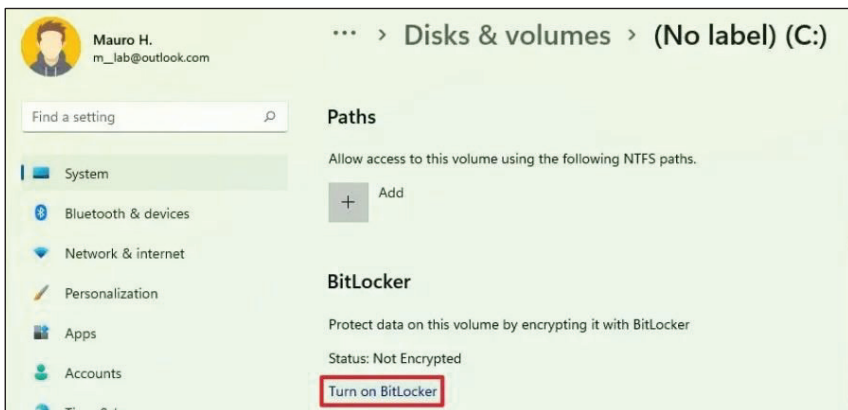 Mauro H.
m_lab@outlook.com
... > Disks & volumes > (No label) (C:)
Find a setting
System
Bluetooth & devices
Network & internet
Personalization
Apps
Accounts
Paths
Allow access to this volume using the following NTFS paths.
+ Add
BitLocker
Protect data on this volume by encrypting it with BitLocker
Status: Not Encrypted
Turn on BitLocker